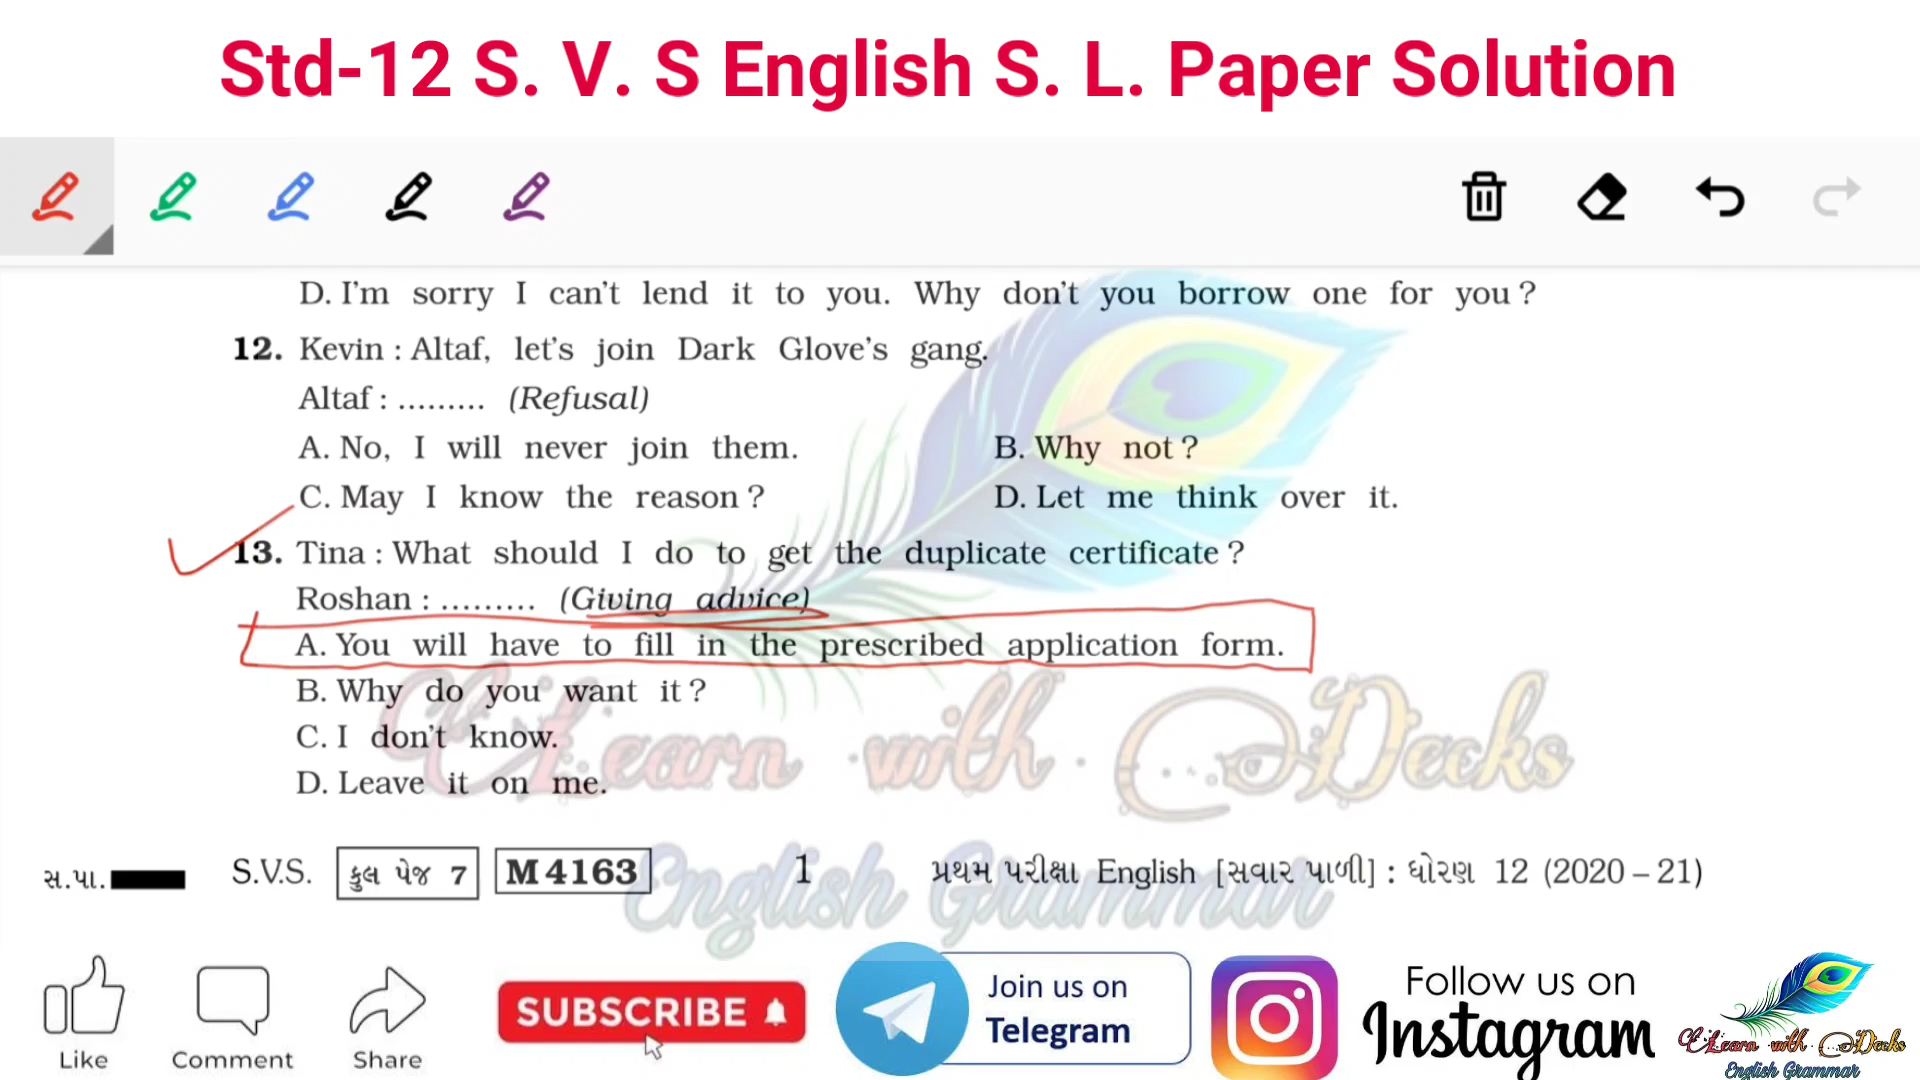 Std-12 S. V. S English S. L. Paper Solution
D. I'm sorry I can't lend it to you. Why don't you borrow one for you ?
12. Kevin : Altaf, let's join Dark Glove's gang.
Altaf : ......... (Refusal)
A. No, I will never join them. B. Why not ?
C. May I know the reason ? D. Let me think over it.
13. Tina : What should I do to get the duplicate certificate ?
Roshan : ......... (Giving advice)
A. You will have to fill in the prescribed application form.
B. Why do you want it ?
C. I don't know.
D. Leave it on me.
Learn with Decks
English Grammar
સ.પા. S.V.S. કુલ પેજ 7 M 4163 1 પ્રથમ પરીક્ષા English [સવાર પાળી] : ધોરણ 12 (2020 – 21)
Like Comment Share
SUBSCRIBE
Join us on
Telegram
Follow us on
Instagram
Learn with Decks
English Grammar